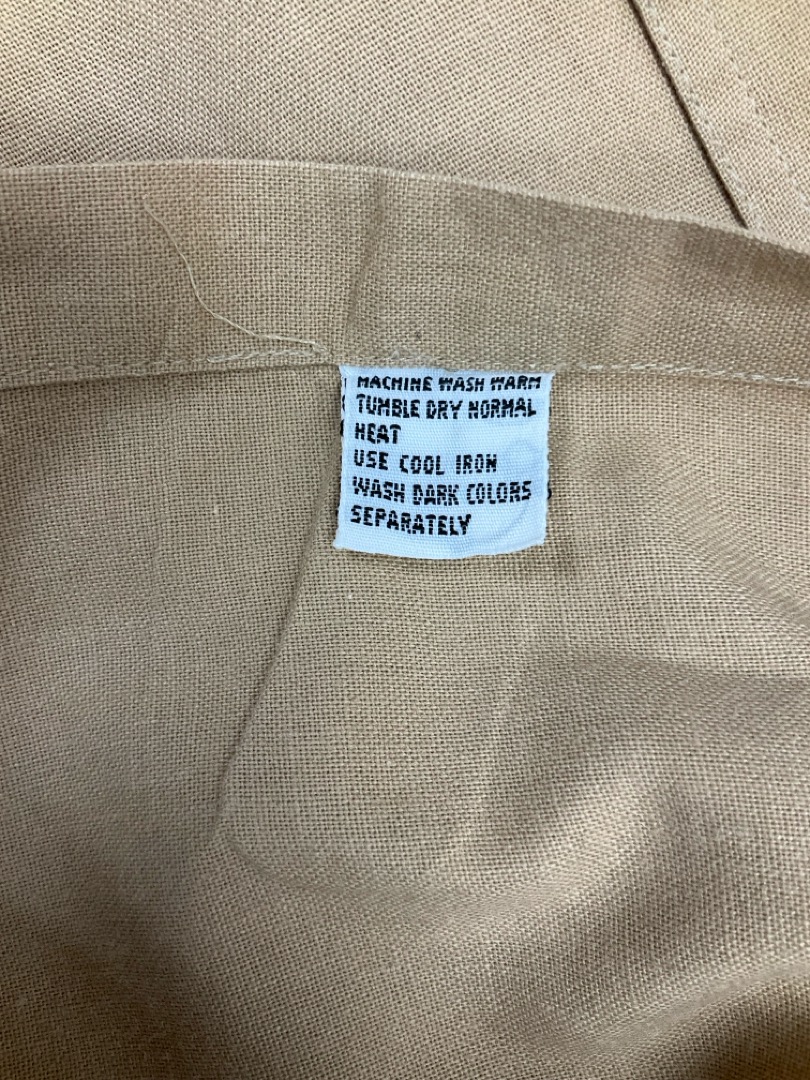 MACHINE WASH WARM
TUMBLE DRY NORMAL
HEAT
USE COOL IRON
WASH DARK COLORS
SEPARATELY